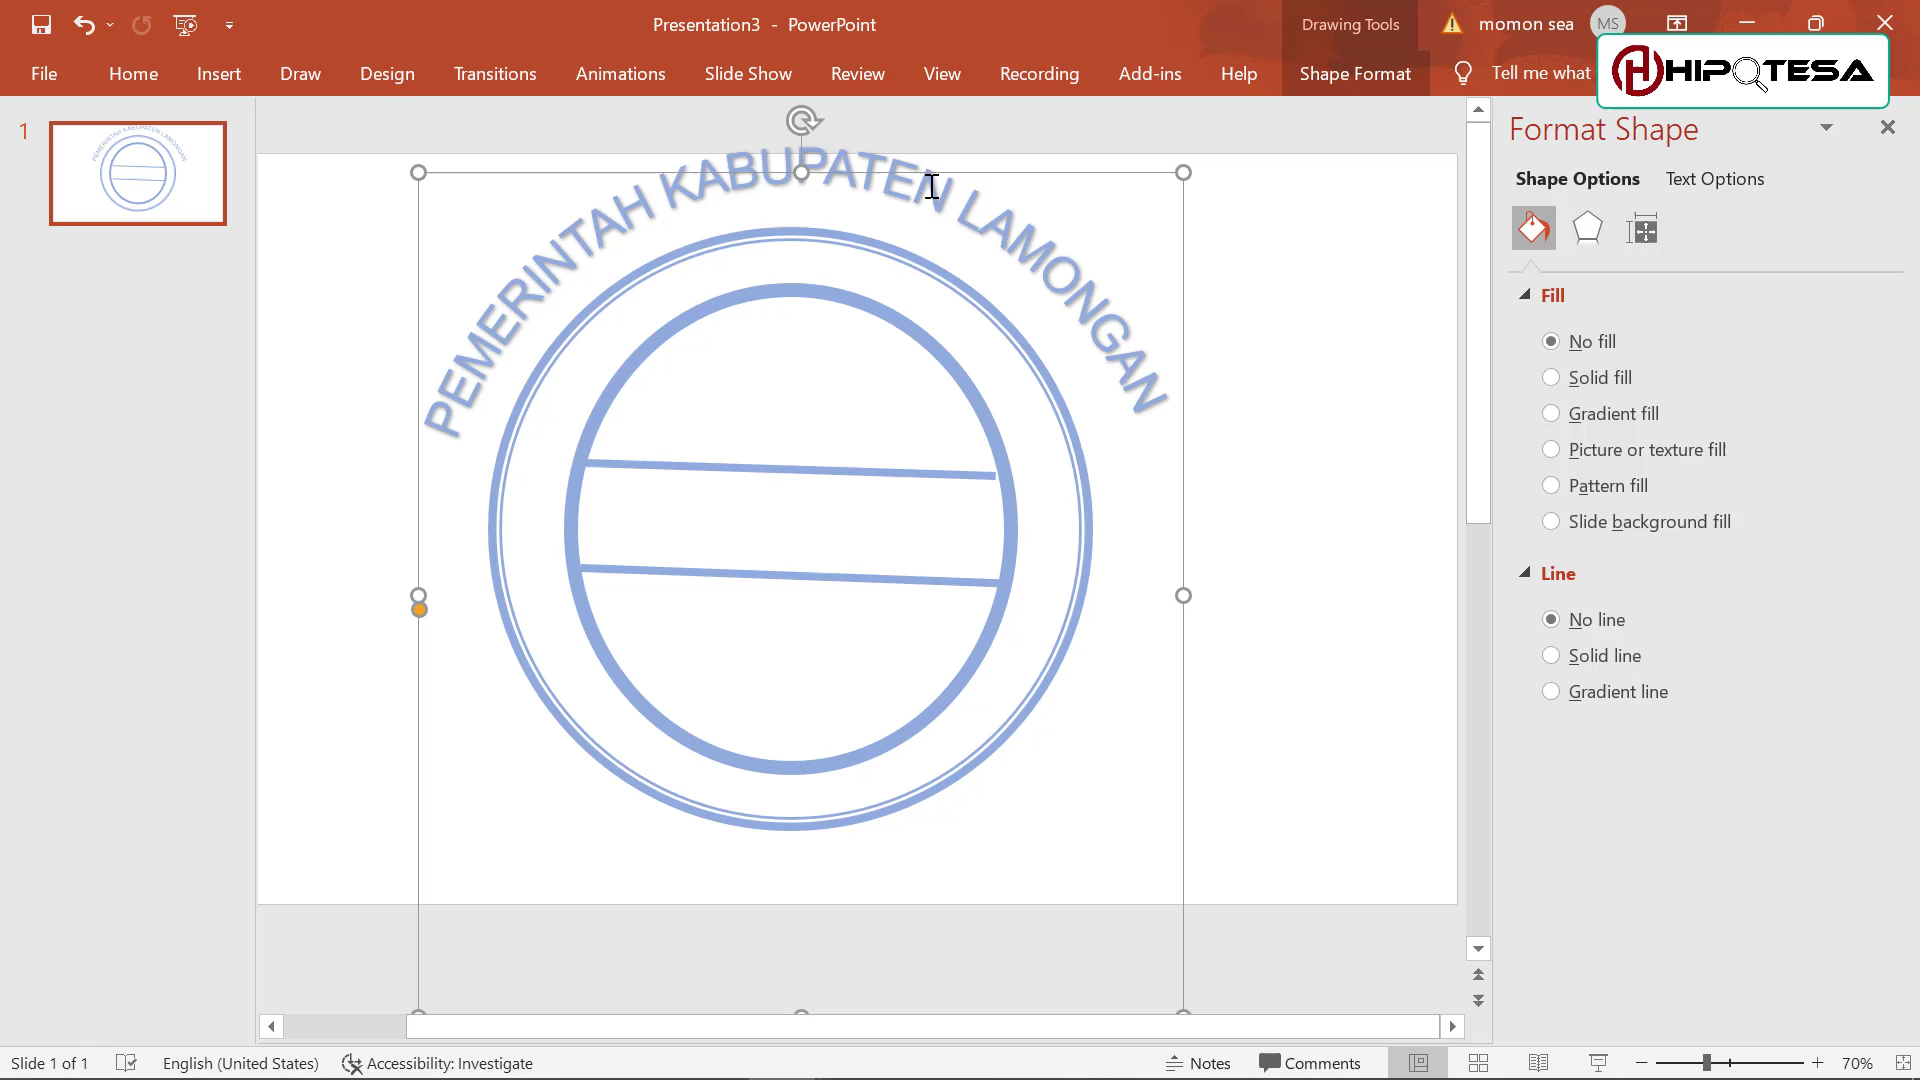 Presentation3 - PowerPoint
Drawing Tools
momon sea
MS
File Home Insert Draw Design Transitions Animations Slide Show Review View Recording Add-ins Help Shape Format Tell me what
HIPOTESA
1
PEMERINTAH KABUPATEN LAMONGAN
PEMERINTAH KABUPATEN LAMONGAN
Format Shape
Shape Options Text Options
Fill
No fill
Solid fill
Gradient fill
Picture or texture fill
Pattern fill
Slide background fill
Line
No line
Solid line
Gradient line
Slide 1 of 1 English (United States) Accessibility: Investigate Notes Comments 70%